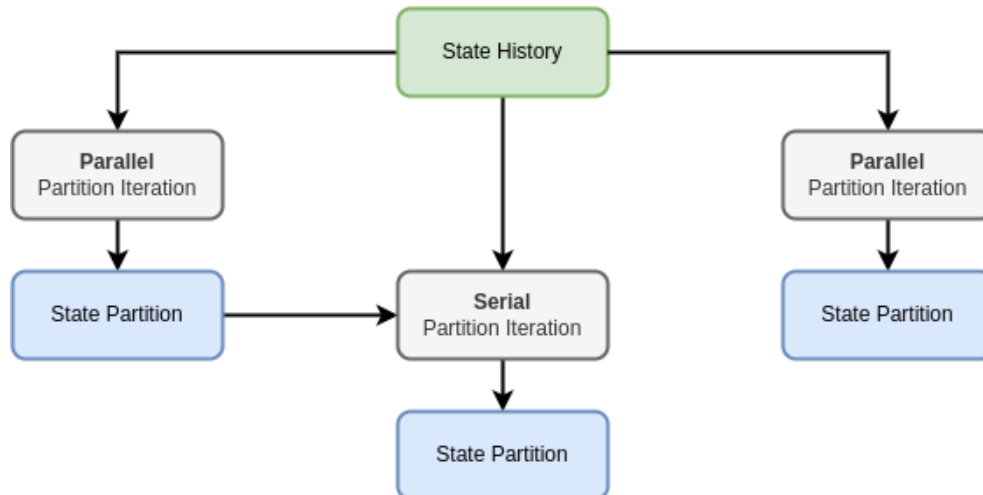 State History
Parallel
Partition Iteration
Parallel
Partition Iteration
State Partition
Serial
Partition Iteration
State Partition
State Partition